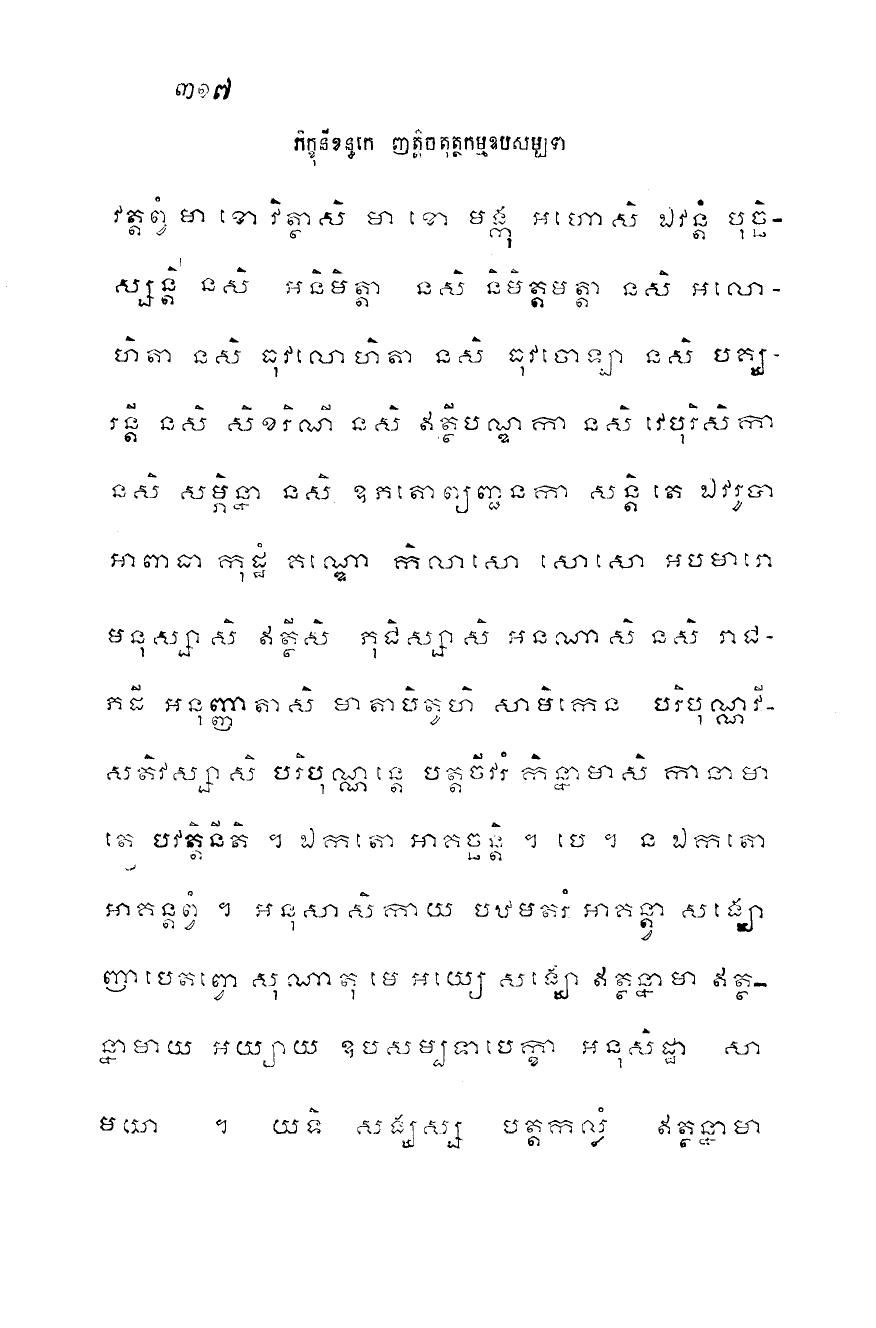 ៣១៧
ភិក្ខុនីខន្ធកេ ញត្តិចតុត្ថកម្មឧបសម្បទា
វត្តព្វំ មា ខោ វិត្ថាសិ មា ខោ មង្កុ អហោសិ ឯវន្តំ បុច្ឆិ-
ស្សន្តិ នសិ អនិមិត្តា នសិ និមិត្តមត្តា នសិ អលោ-
ហិតា នសិ ធុវលោហិតា នសិ ធុវចោឡា នសិ បគ្ឃ-
រន្តី នសិ សិខរិណី នសិ ឥត្ថីបណ្ឌកា នសិ វេបុរិសិកា
នសិ សម្ភិន្នា នសិ ឧភតោព្យញ្ជនកា សន្តិ តេ ឯវរូបា
អាពាធា កុដ្ឋំ គណ្ឌោ កិលាសោ សោសោ អបមារោ
មនុស្សាសិ ឥត្ថីសិ ភុជិស្សាសិ អនណាសិ នសិ រាជ-
ភដី អនុញ្ញាតាសិ មាតាបិតូហិ សាមិកេន បរិបុណ្ណវី-
សតិវស្សាសិ បរិបុណ្ណន្តេ បត្តចីវរំ កិន្នាមាសិ កានាមា
តេ បវត្តិនីតិ ។ ឯកតោ អាគច្ឆន្តិ ។ បេ ។ ន ឯកតោ
អាគន្តព្វំ ។ អនុសាសិកាយ បឋមតរំ អាគន្ត្វា សង្ឃោ
ញាបេតព្វោ សុណាតុ មេ អយ្យេ សង្ឃោ ឥត្ថន្នាមា ឥត្ថ-
ន្នាមាយ អយ្យាយ ឧបសម្បទាបេក្ខា អនុសិដ្ឋា សា
មយា ។ យទិ សង្ឃស្ស បត្តកល្លំ ឥត្ថន្នាមា